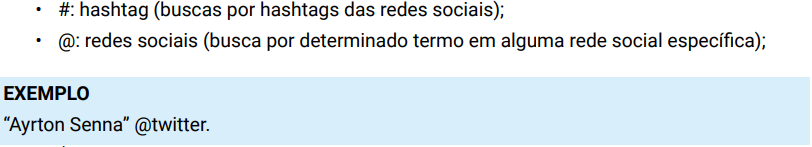 • #: hashtag (buscas por hashtags das redes sociais);
• @: redes sociais (busca por determinado termo em alguma rede social específica);
EXEMPLO
“Ayrton Senna” @twitter.